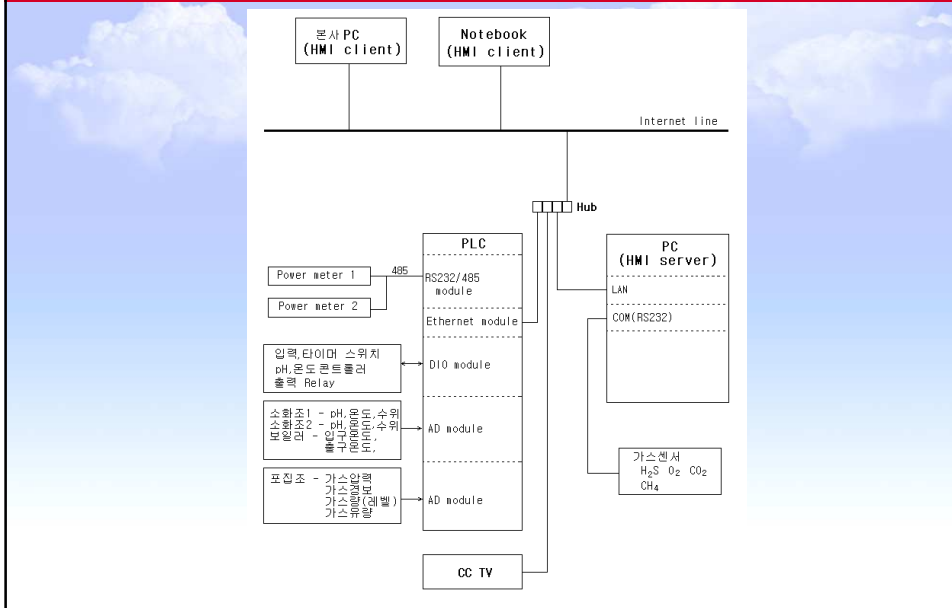 본사 PC
(HMI client)
Notebook
(HMI client)
Internet line
Hub
PLC
RS232/485
module
Ethernet module
DIO module
AD module
AD module
485
Power meter 1
Power meter 2
입력,타이머 스위치
pH,온도콘트롤러
출력 Relay
소화조1 - pH,온도,수위
소화조2 - pH,온도,수위
보일러 - 입구온도,
출구온도,
포집조 - 가스압력
가스경보
가스량(레벨)
가스유량
PC
(HMI server)
LAN
COM(RS232)
가스센서
H₂S O₂ CO₂
CH₄
CC TV